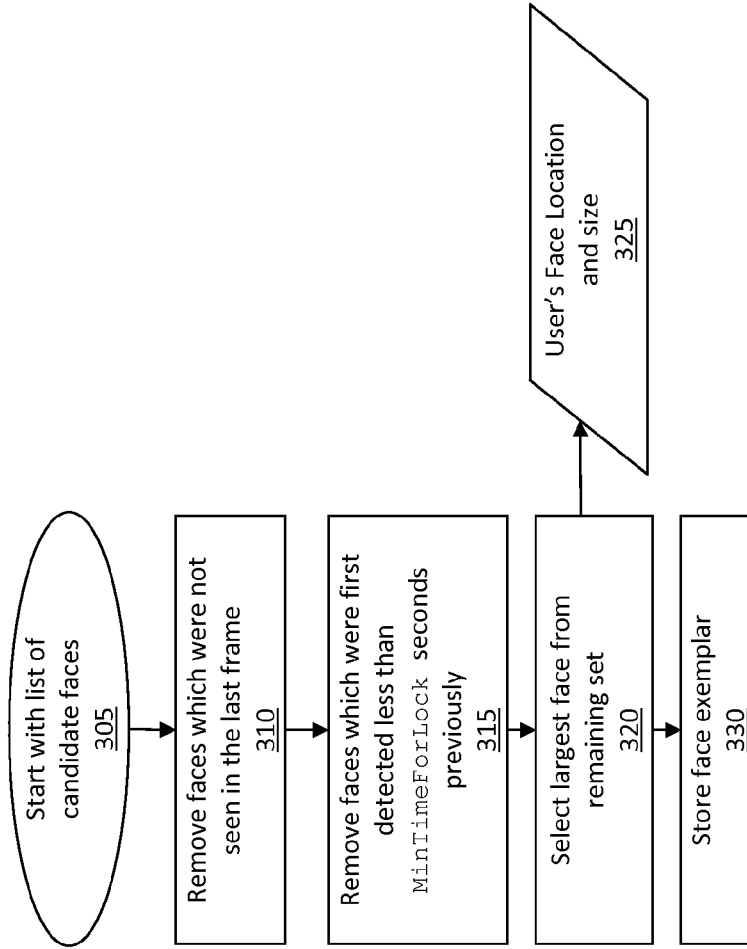 Start with list of
candidate faces
305
Remove faces which were not
seen in the last frame
310
Remove faces which were first
detected less than
MinTimeForLock seconds
previously
315
Select largest face from
remaining set
320
User's Face Location
and size
325
Store face exemplar
330